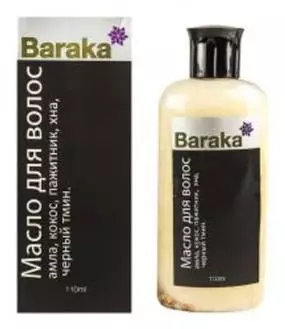 Baraka
Масло для волос
амла, кокос, пажитник, хна,
черный тмин.
110ml
Baraka
Масло для волос
амла, кокос, пажитник, хна,
черный тмин.